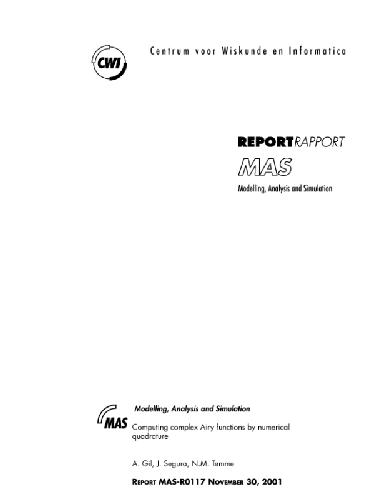 CWI
Centrum voor Wiskunde en Informatica
REPORTRAPPORT
MAS
Modelling, Analysis and Simulation
MAS
Modelling, Analysis and Simulation
Computing complex Airy functions by numerical
quadrature
A. Gil, J. Segura, N.M. Temme
REPORT MAS-R0117 NOVEMBER 30, 2001